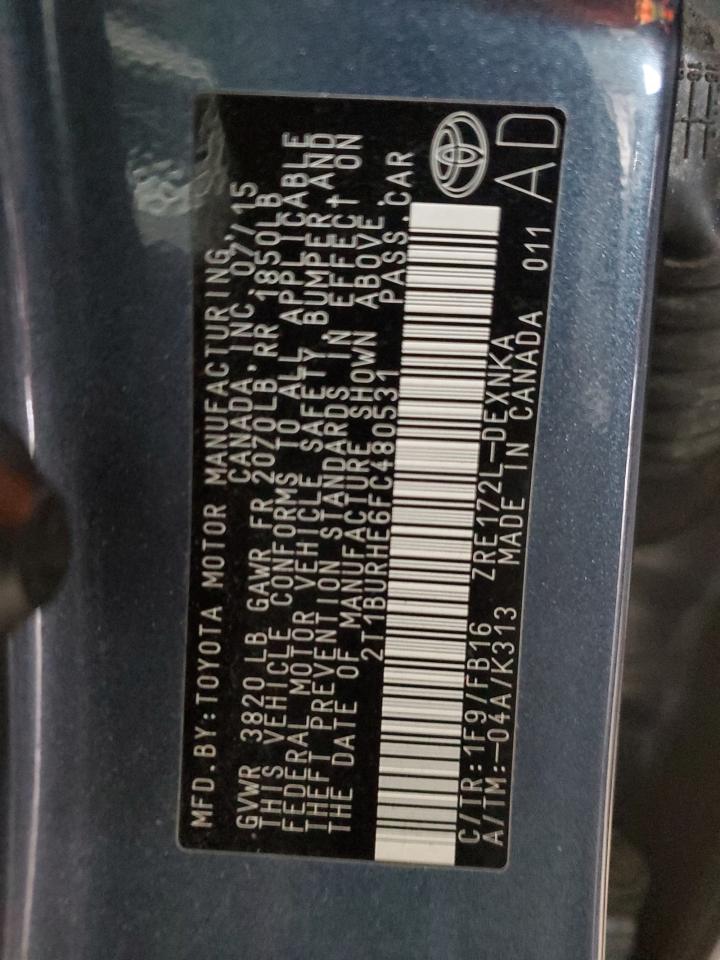 MFD.BY:TOYOTA MOTOR MANUFACTURING,
CANADA,INC. 07/15
GVWR 3820 LB GAWR FR 2070LB RR 1850LB
THIS VEHICLE CONFORMS TO ALL APPLICABLE
FEDERAL MOTOR VEHICLE SAFETY BUMPER, AND
THEFT PREVENTION STANDARDS IN EFFECT ON
THE DATE OF MANUFACTURE SHOWN ABOVE.
2T1BURHE6FC480531 PASS.CAR
C/TR:1F9/FB16 ZRE172L-DEXNKA
A/TM:-04A/K313 MADE IN CANADA 011 AD